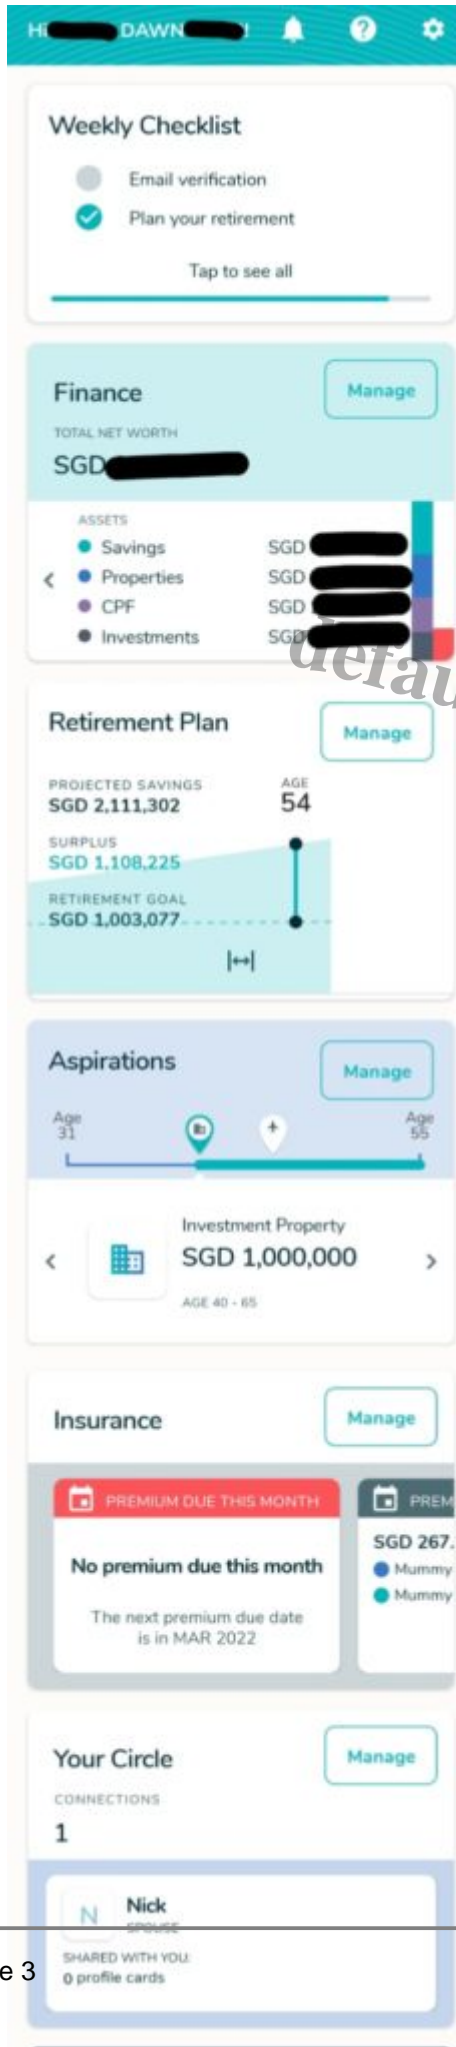 Hi DAWN !
Weekly Checklist
Email verification
Plan your retirement
Tap to see all
Finance
Manage
TOTAL NET WORTH
SGD
ASSETS
Savings SGD
Properties SGD
CPF SGD
Investments SGD
defau
Retirement Plan
Manage
PROJECTED SAVINGS
SGD 2,111,302
AGE
54
SURPLUS
SGD 1,108,225
RETIREMENT GOAL
SGD 1,003,077
Aspirations
Manage
Age
31
Age
55
Investment Property
SGD 1,000,000
AGE 40 - 65
Insurance
Manage
PREMIUM DUE THIS MONTH
No premium due this month
The next premium due date
is in MAR 2022
PREM
SGD 267.
Mummy
Mummy
Your Circle
Manage
CONNECTIONS
1
N
Nick
SPOUSE
SHARED WITH YOU:
0 profile cards
e 3